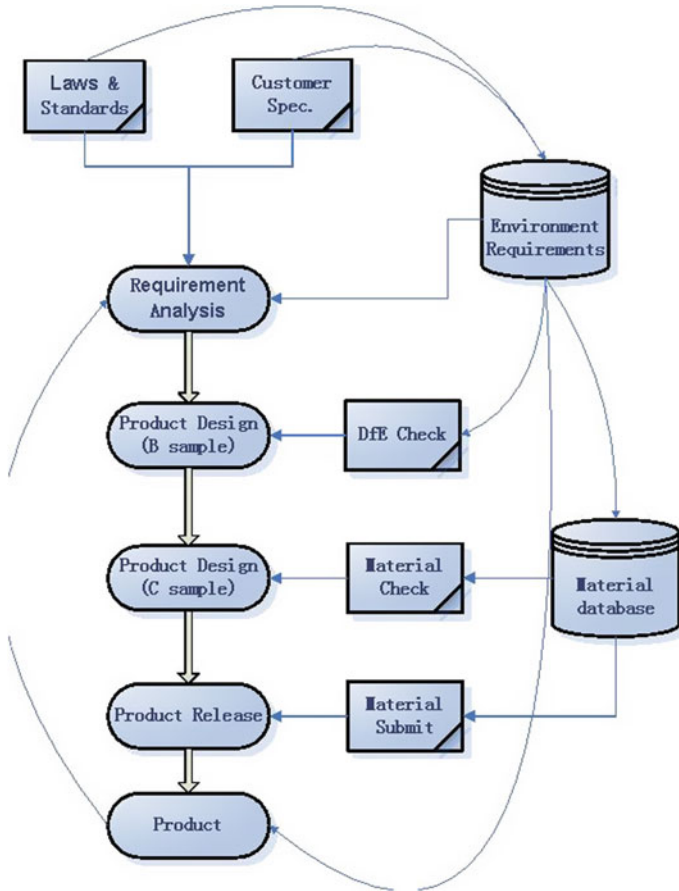 Laws &
Standards
Customer
Spec.
Environment
Requirements
Requirement
Analysis
Product Design
(B sample)
DfE Check
Product Design
(C sample)
Material
Check
Material
database
Product Release
Material
Submit
Product